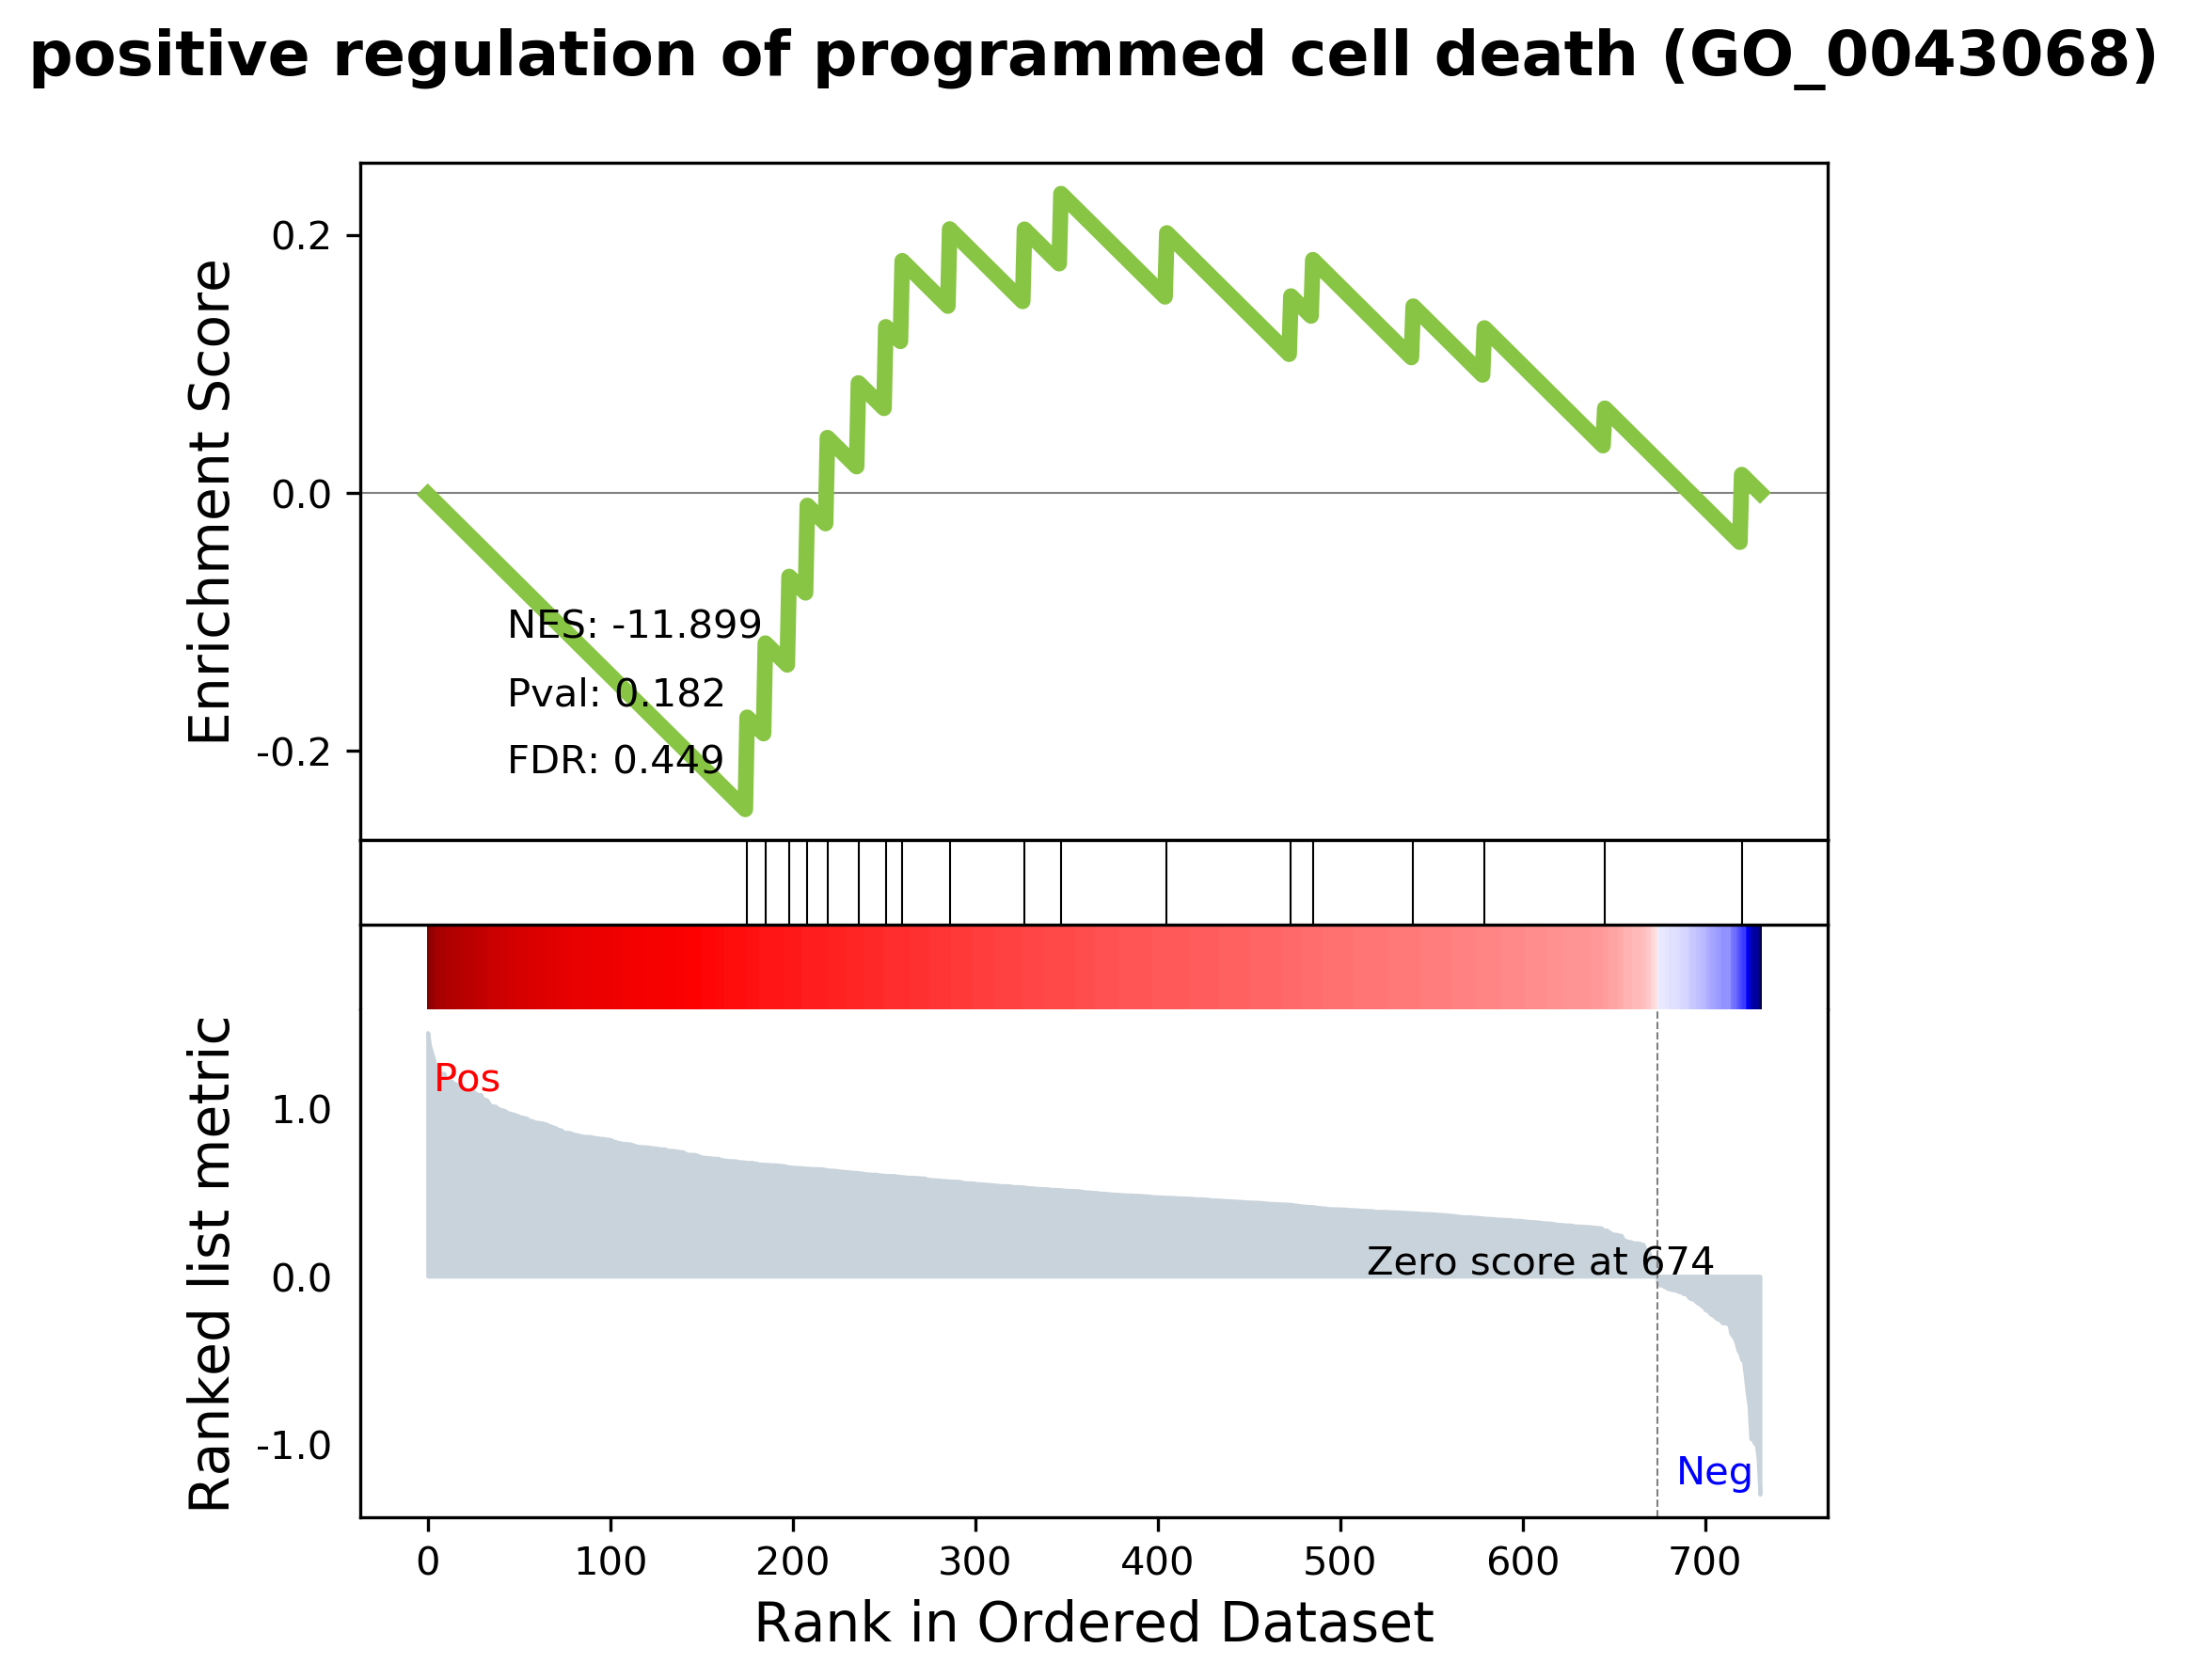 positive regulation of programmed cell death (GO_0043068)
Enrichment Score
0.2
0.0
-0.2
NES: -11.899
Pval: 0.182
FDR: 0.449
Ranked list metric
1.0
0.0
-1.0
Pos
Zero score at 674
Neg
0 100 200 300 400 500 600 700
Rank in Ordered Dataset